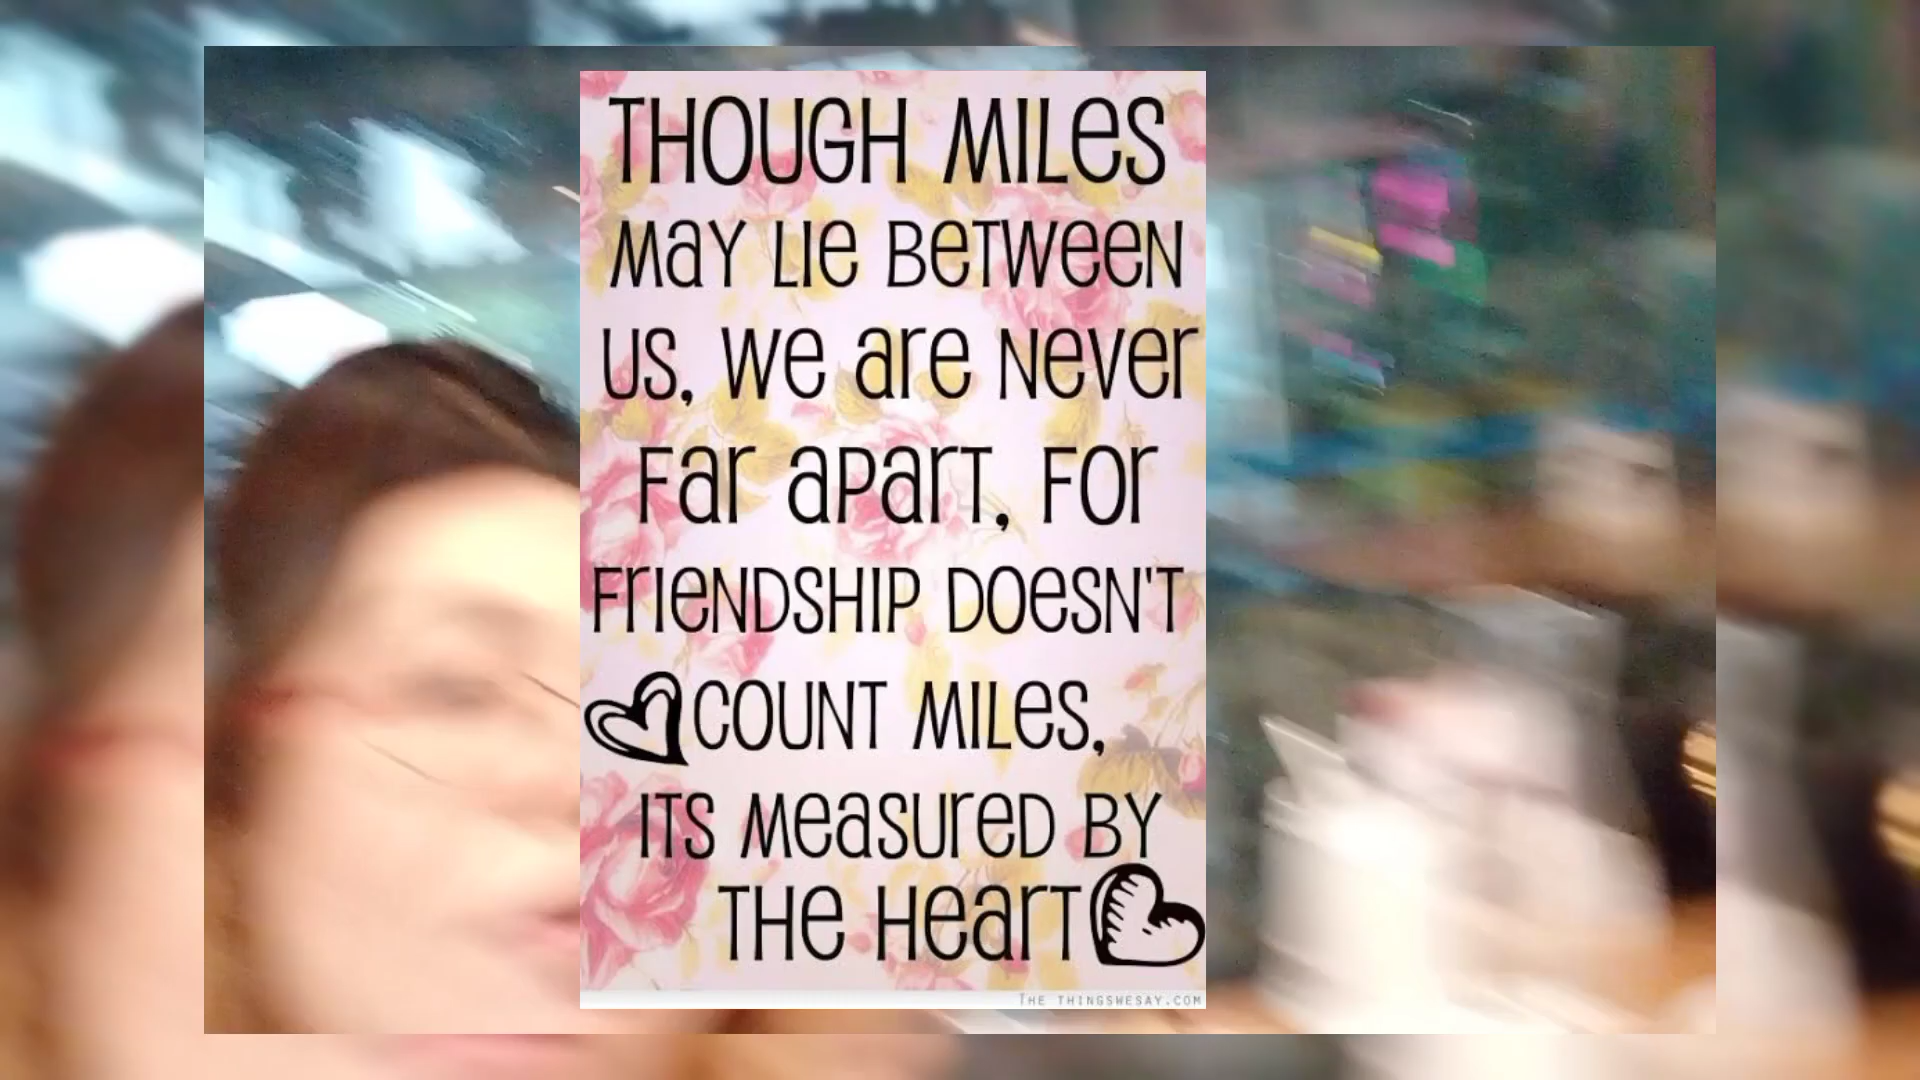 THOUGH MILes
May LIe BeTWeeN
US, We are Never
Far aParT, For
FrIeNDSHIP DOeSN'T
COUNT MILeS,
ITS MeaSUreD BY
THe HearT
THE THINGSWESAY.COM